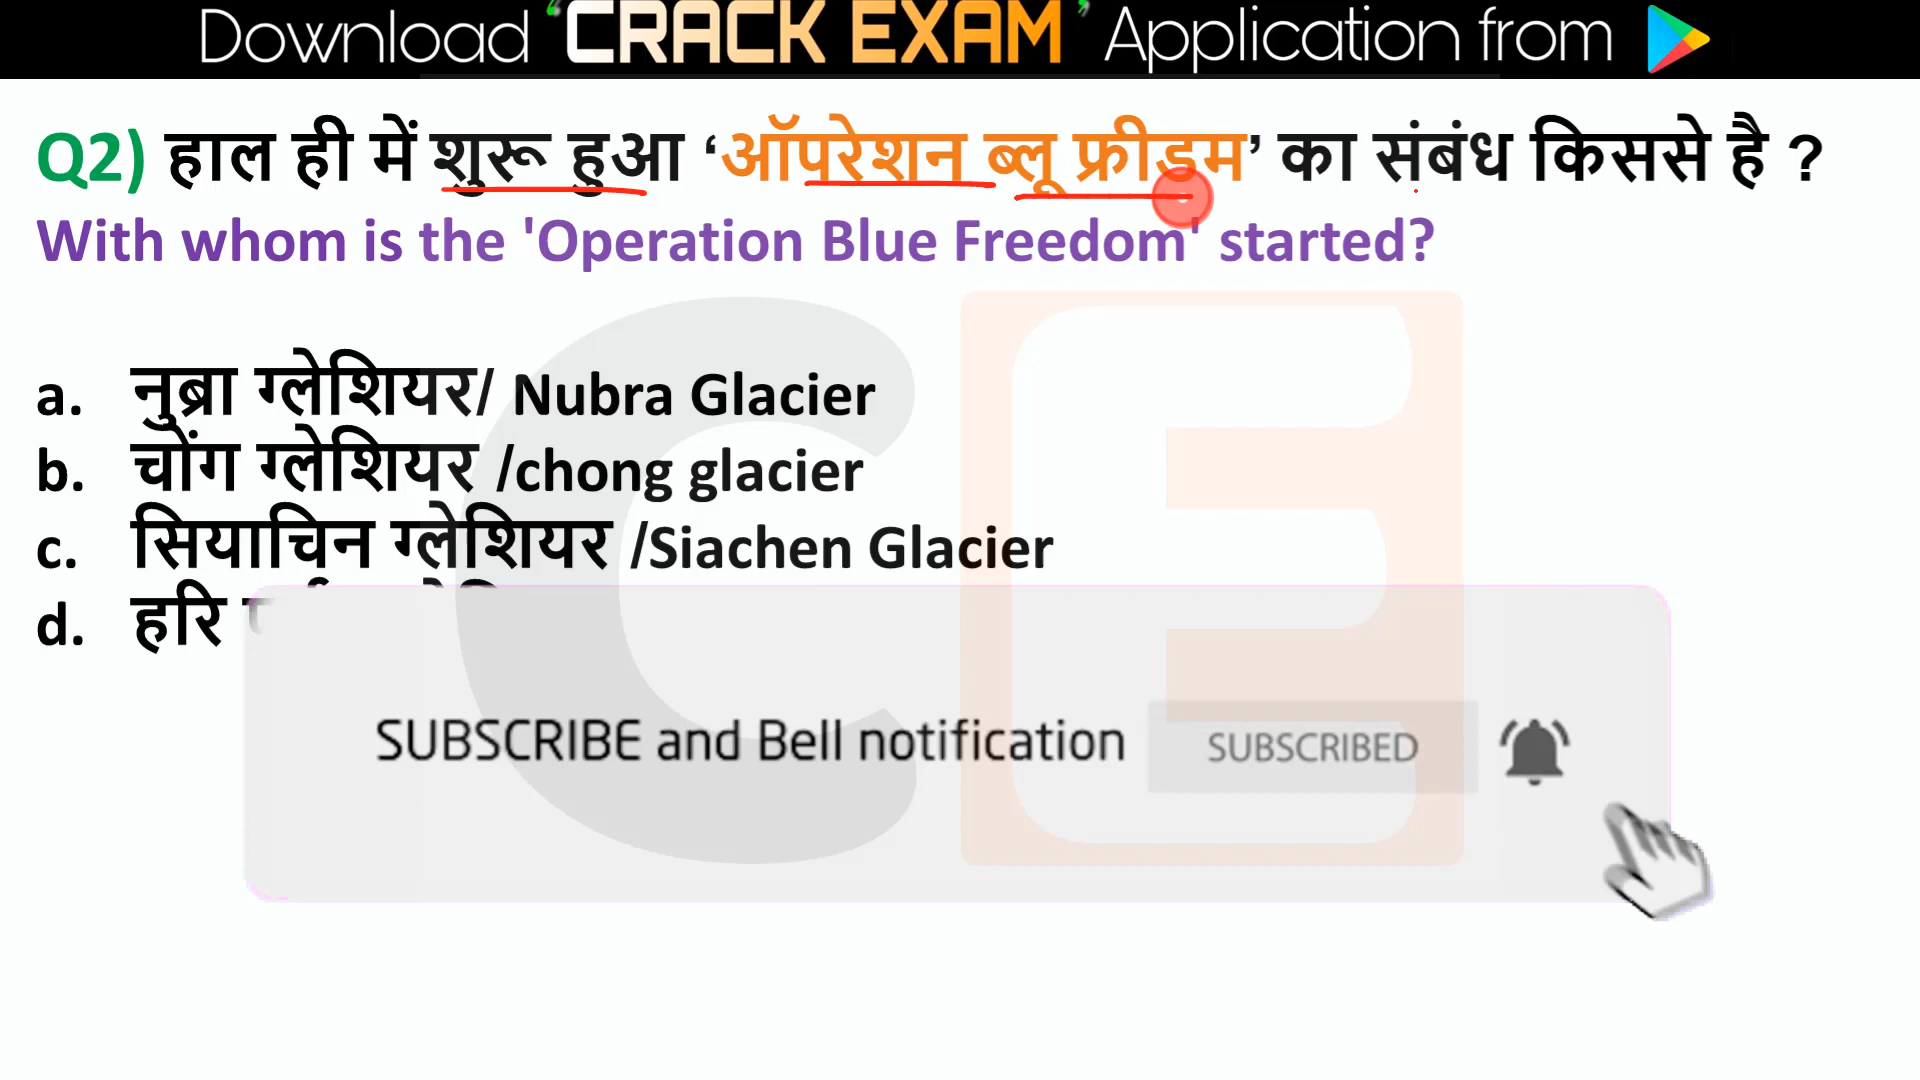 Download ‘CRACK EXAM’ Application from
Q2) हाल ही में शुरू हुआ ‘ऑपरेशन ब्लू फ्रीडम’ का संबंध किससे है ?
With whom is the 'Operation Blue Freedom' started?
a. नुब्रा ग्लेशियर/ Nubra Glacier
b. चोंग ग्लेशियर /chong glacier
c. सियाचिन ग्लेशियर /Siachen Glacier
d. हरि
SUBSCRIBE and Bell notification SUBSCRIBED